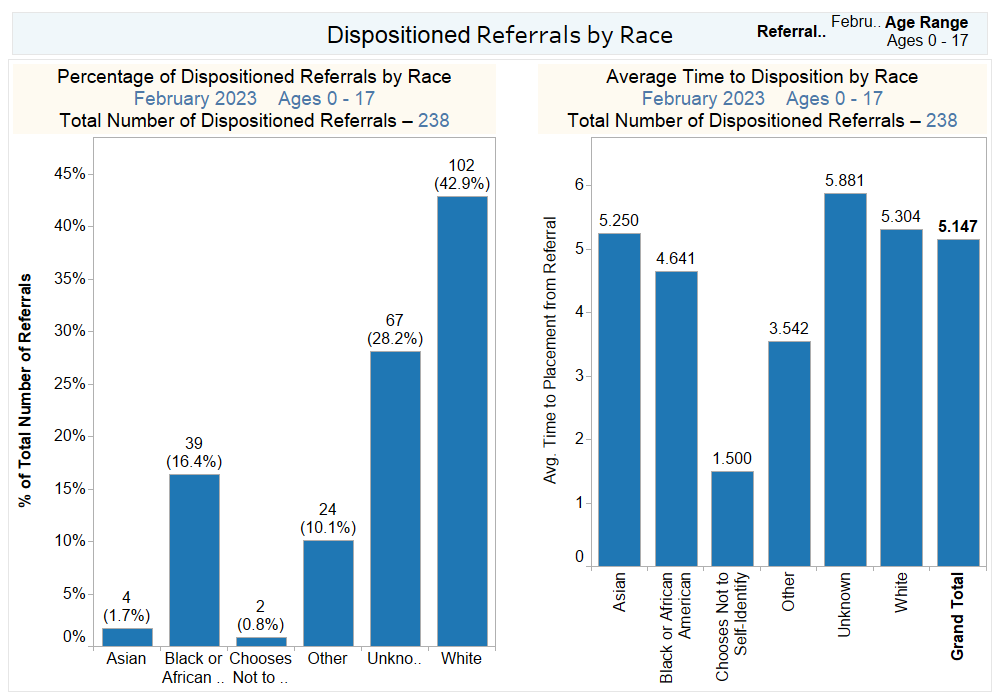 Dispositioned Referrals by Race
Referral..
Febru..
Age Range
Ages 0 - 17
Percentage of Dispositioned Referrals by Race
February 2023 Ages 0 - 17
Total Number of Dispositioned Referrals – 238
% of Total Number of Referrals
45%
40%
35%
30%
25%
20%
15%
10%
5%
0%
4
(1.7%)
39
(16.4%)
2
(0.8%)
24
(10.1%)
67
(28.2%)
102
(42.9%)
Asian
Black or
African ..
Chooses
Not to ..
Other
Unkno..
White
Average Time to Disposition by Race
February 2023 Ages 0 - 17
Total Number of Dispositioned Referrals – 238
Avg. Time to Placement from Referral
6
5
4
3
2
1
0
5.250
4.641
1.500
3.542
5.881
5.304
5.147
Asian
Black or African
American
Chooses Not to
Self-Identify
Other
Unknown
White
Grand Total